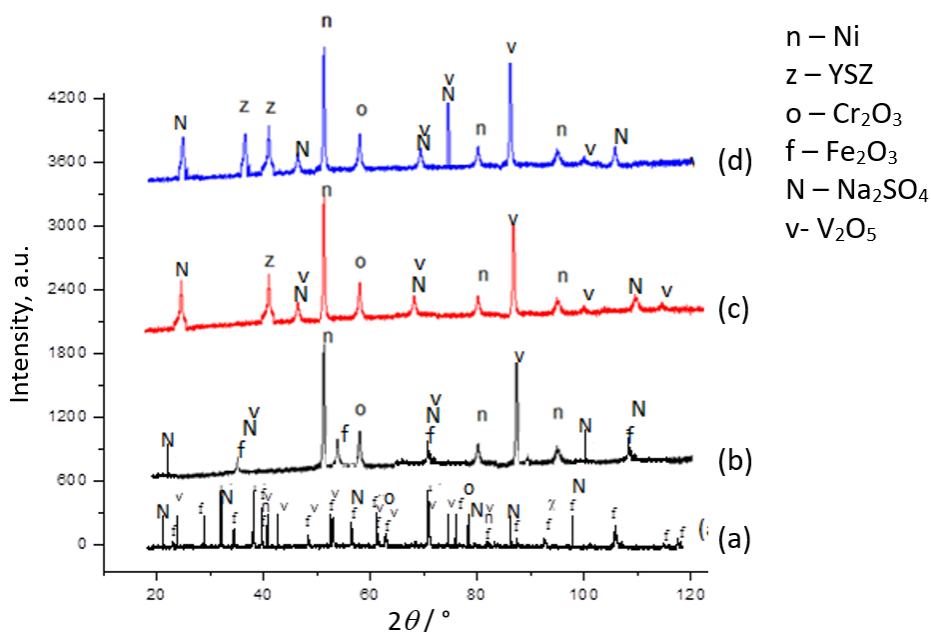 n – Ni
z – YSZ
o – Cr₂O₃
f – Fe₂O₃
N – Na₂SO₄
v- V₂O₅
Intensity, a.u.
4200
3600
3000
2400
1800
1200
600
0
N z z N n o v N v N n v n v N
(d)
N z v N n o v N n v n v N v
(c)
N v N f n f o v N f n v n N N f
(b)
N v f f N f f n v v v f v N f f o v f v v f o N v n N f χ f N f f f
(a)
20 40 60 80 100 120
2θ / °